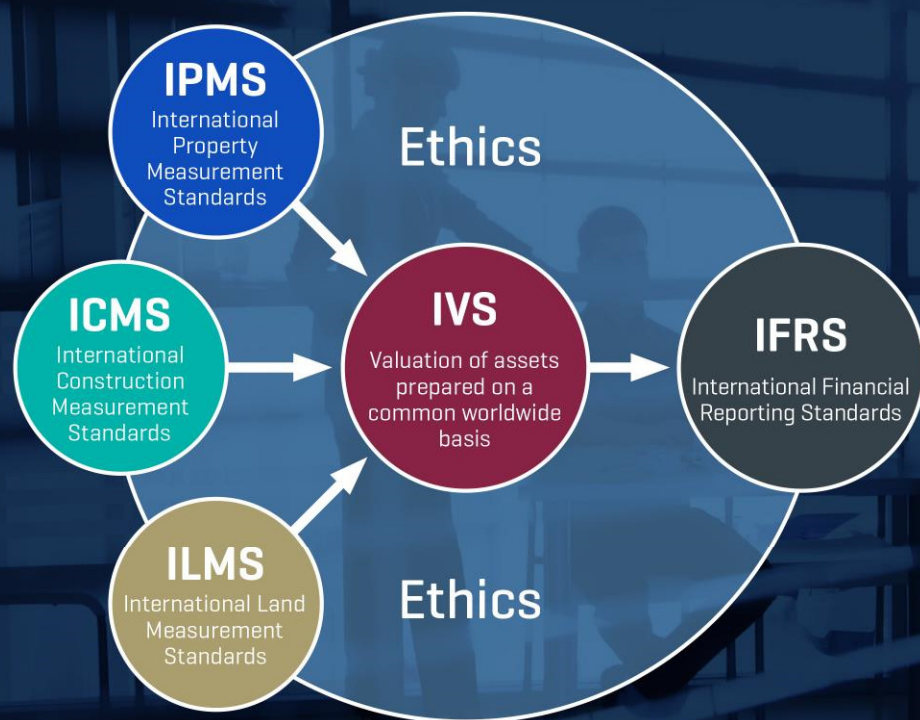 IPMS
International
Property
Measurement
Standards
Ethics
ICMS
International
Construction
Measurement
Standards
IVS
Valuation of assets
prepared on a
common worldwide
basis
IFRS
International Financial
Reporting Standards
ILMS
International Land
Measurement
Standards
Ethics